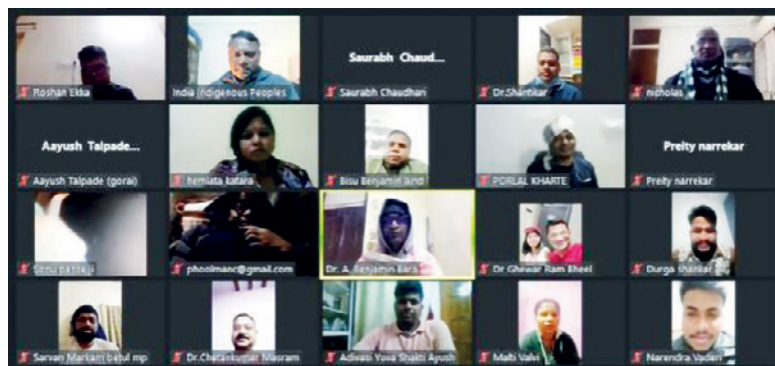 Roshan Ekka
India Indigenous Peoples
Saurabh Chaud...
Saurabh Chaudhari
Dr.Shantikar
nicholas
Aayush Talpade...
Aayush Talpade (gorai)
hemlata katara
Bisu Benjamin
PORLAL KHARTE
Preity narrekar
Preity narrekar
phoolmanc@gmail.com
Dr. A. Benjamin Bara
Dr Ghewar Ram Bheel
Durga shankar
Sarvan Markam betul mp
Dr.Chetankumar Masram
Adivasi Yuva Shakti Ayush
Malti Valvi
Narendra Vaderi